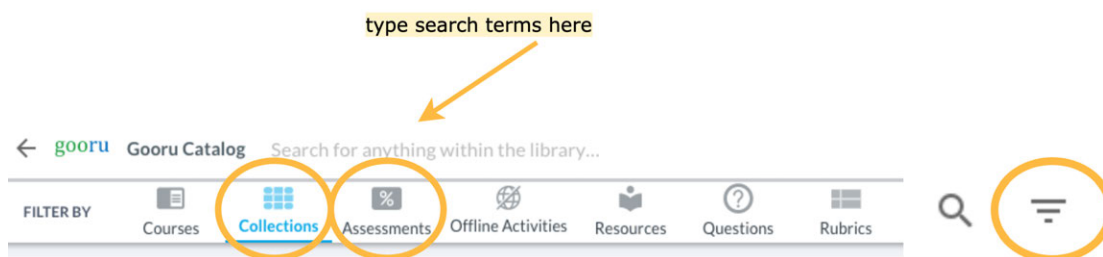 type search terms here
gooru Gooru Catalog Search for anything within the library...
FILTER BY Courses Collections Assessments Offline Activities Resources Questions Rubrics